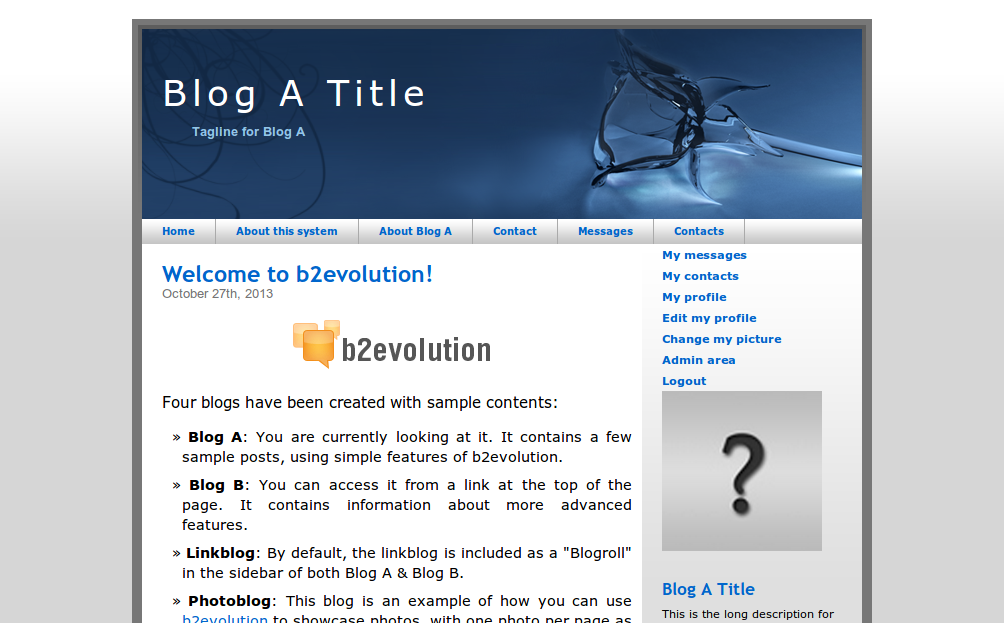 Blog A Title
Tagline for Blog A
Home
About this system
About Blog A
Contact
Messages
Contacts
Welcome to b2evolution!
October 27th, 2013
b2evolution
Four blogs have been created with sample contents:
» Blog A: You are currently looking at it. It contains a few
sample posts, using simple features of b2evolution.
» Blog B: You can access it from a link at the top of the
page. It contains information about more advanced
features.
» Linkblog: By default, the linkblog is included as a "Blogroll"
in the sidebar of both Blog A & Blog B.
» Photoblog: This blog is an example of how you can use
b2evolution to showcase photos, with one photo per page as
My messages
My contacts
My profile
Edit my profile
Change my picture
Admin area
Logout
?
Blog A Title
This is the long description for